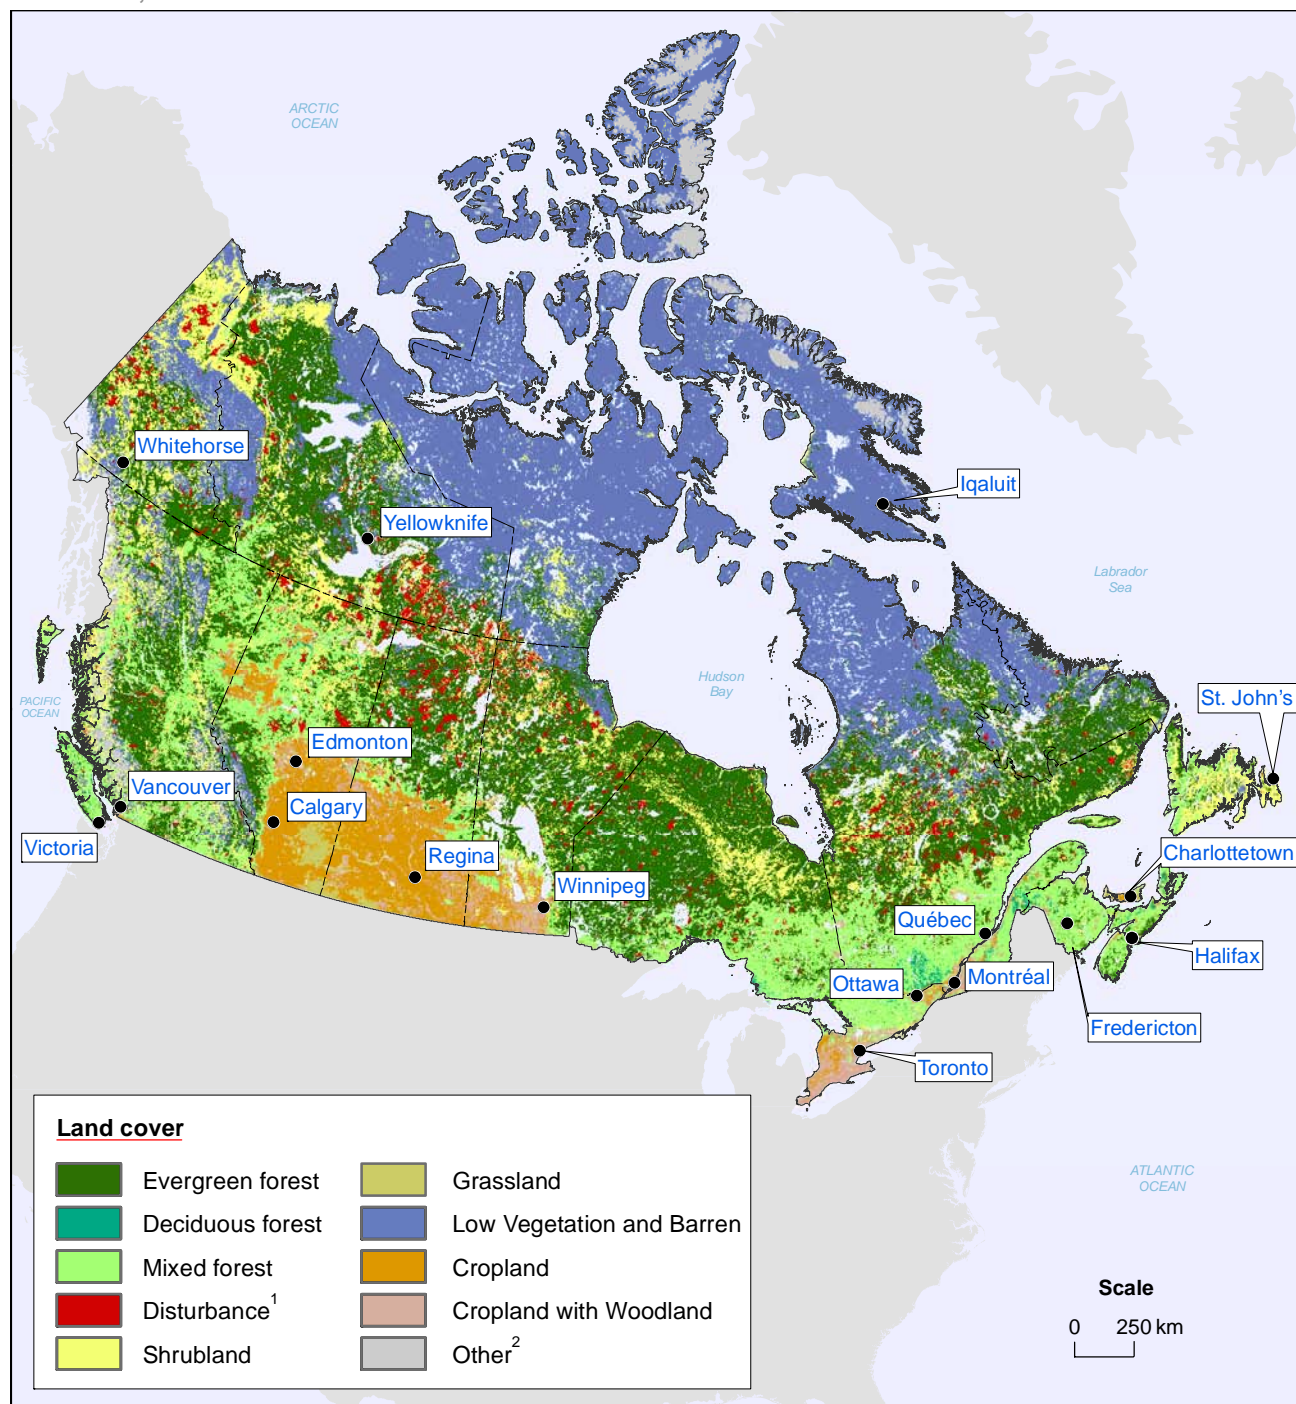 ARCTIC
OCEAN
Whitehorse
Iqaluit
Yellowknife
Labrador
Sea
Hudson
Bay
PACIFIC
OCEAN
St. John's
Edmonton
Vancouver
Calgary
Victoria
Regina
Charlottetown
Winnipeg
Québec
Halifax
Ottawa
Montréal
Fredericton
Toronto
Land cover
Evergreen forest
Deciduous forest
Mixed forest
Disturbance1
Shrubland
Grassland
Low Vegetation and Barren
Cropland
Cropland with Woodland
Other2
ATLANTIC
OCEAN
Scale
0 250 km